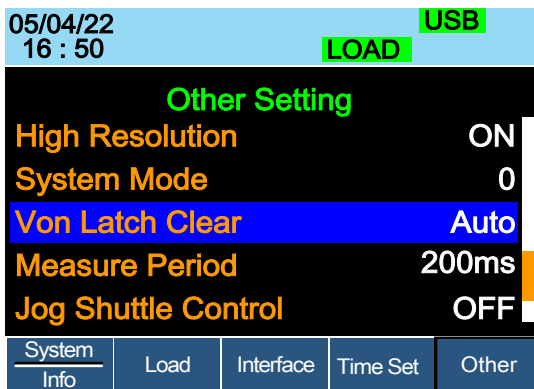 05/04/22
USB
16 : 50
LOAD
Other Setting
High Resolution ON
System Mode 0
Von Latch Clear Auto
Measure Period 200ms
Jog Shuttle Control OFF
System
Info
Load
Interface
Time Set
Other